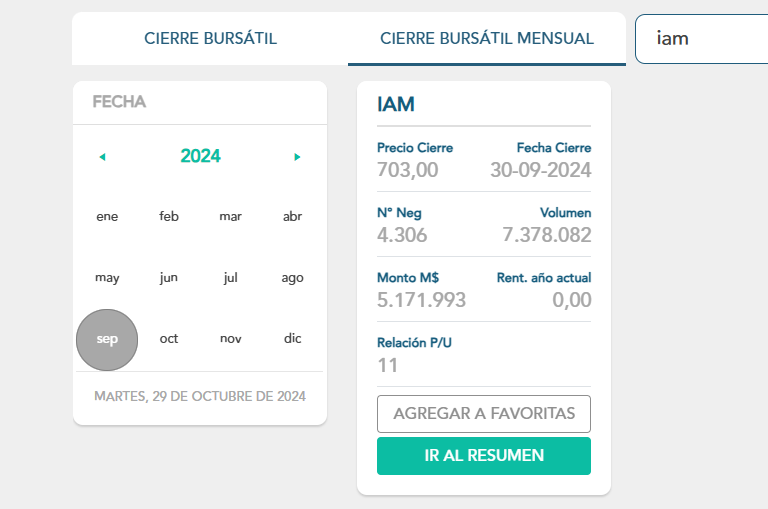 CIERRE BURSÁTIL
CIERRE BURSÁTIL MENSUAL
iam
FECHA
2024
ene feb mar abr
may jun jul ago
sep oct nov dic
MARTES, 29 DE OCTUBRE DE 2024
IAM
Precio Cierre Fecha Cierre
703,00 30-09-2024
N° Neg Volumen
4.306 7.378.082
Monto M$ Rent. año actual
5.171.993 0,00
Relación P/U
11
AGREGAR A FAVORITAS
IR AL RESUMEN